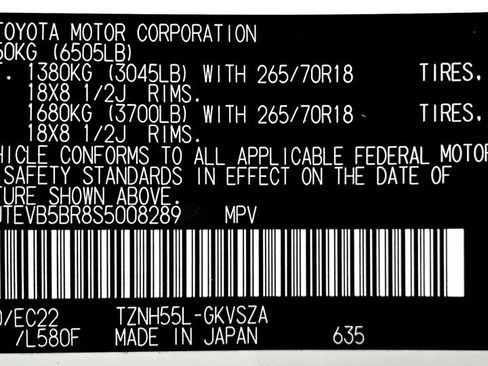 TOYOTA MOTOR CORPORATION
50KG (6505LB)
T. 1380KG (3045LB) WITH 265/70R18 TIRES,
18X8 1/2J RIMS.
1680KG (3700LB) WITH 265/70R18 TIRES,
18X8 1/2J RIMS.
HICLE CONFORMS TO ALL APPLICABLE FEDERAL MOTOR
SAFETY STANDARDS IN EFFECT ON THE DATE OF
TURE SHOWN ABOVE.
JTEVB5BR8S5008289 MPV
/EC22 TZNH55L-GKVSZA
/L580F MADE IN JAPAN 635